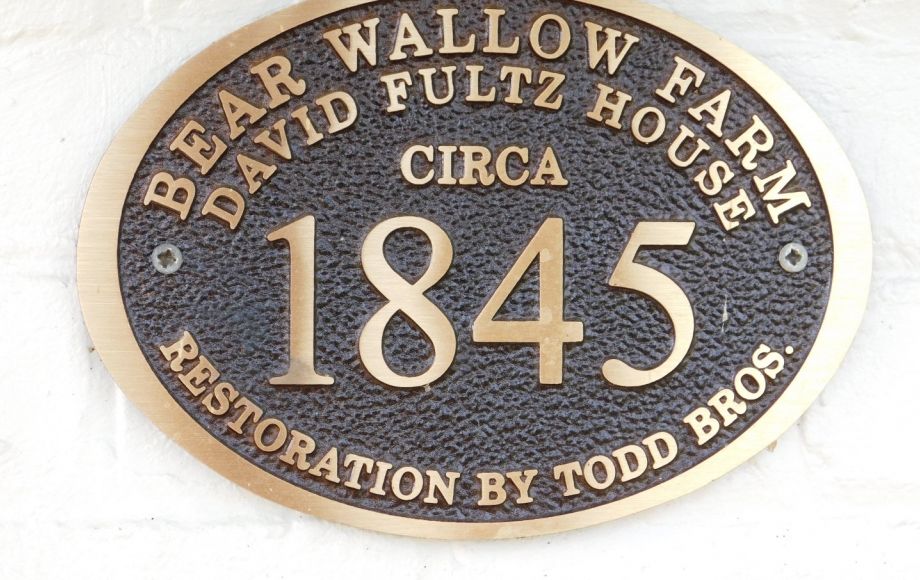 BEAR WALLOW FARM
DAVID FULTZ HOUSE
CIRCA
1845
RESTORATION BY TODD BROS.